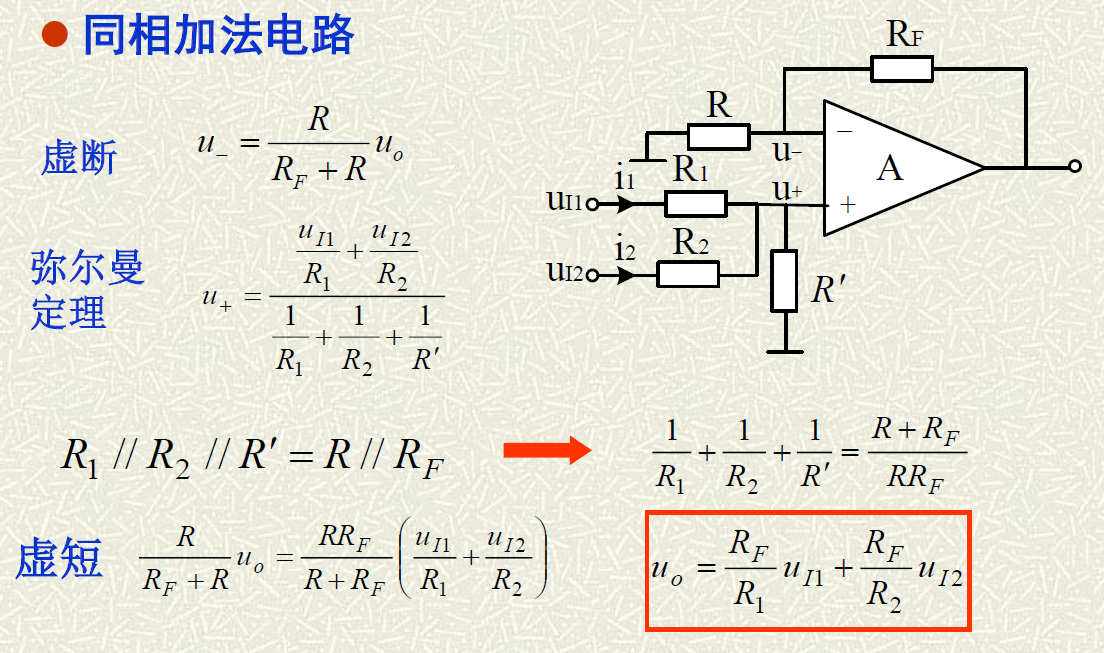 同相加法电路
虚断
u_- = \frac{R}{R_F + R} u_o
弥尔曼
定理
u_+ = \frac{\frac{u_{I1}}{R_1} + \frac{u_{I2}}{R_2}}{\frac{1}{R_1} + \frac{1}{R_2} + \frac{1}{R'}}
R_F
R
u_-
R_1
i_1
u_+
A
−
+
u_{I1}
R_2
i_2
u_{I2}
R'
R_1 // R_2 // R' = R // R_F
\frac{1}{R_1} + \frac{1}{R_2} + \frac{1}{R'} = \frac{R + R_F}{R R_F}
虚短
\frac{R}{R_F + R} u_o = \frac{R R_F}{R + R_F} \left( \frac{u_{I1}}{R_1} + \frac{u_{I2}}{R_2} \right)
u_o = \frac{R_F}{R_1} u_{I1} + \frac{R_F}{R_2} u_{I2}